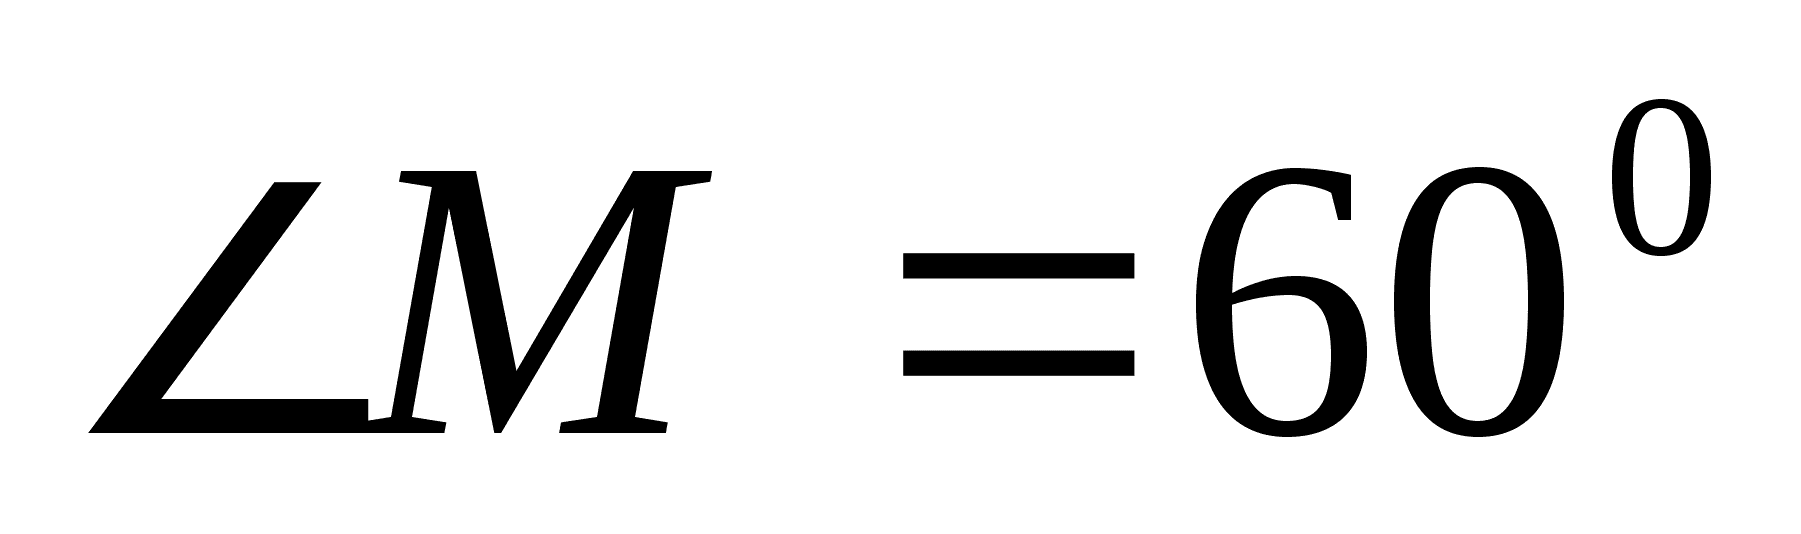 ∠M = 60⁰